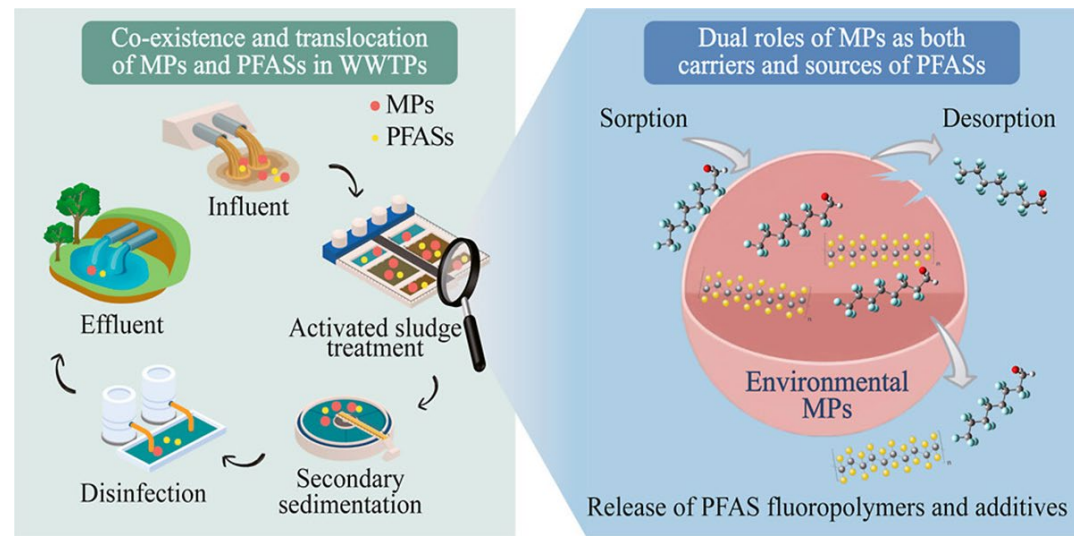 Co-existence and translocation
of MPs and PFASs in WWTPs
MPs
PFASs
Influent
Activated sludge
treatment
Secondary
sedimentation
Disinfection
Effluent
Dual roles of MPs as both
carriers and sources of PFASs
Sorption
Desorption
Environmental
MPs
Release of PFAS fluoropolymers and additives